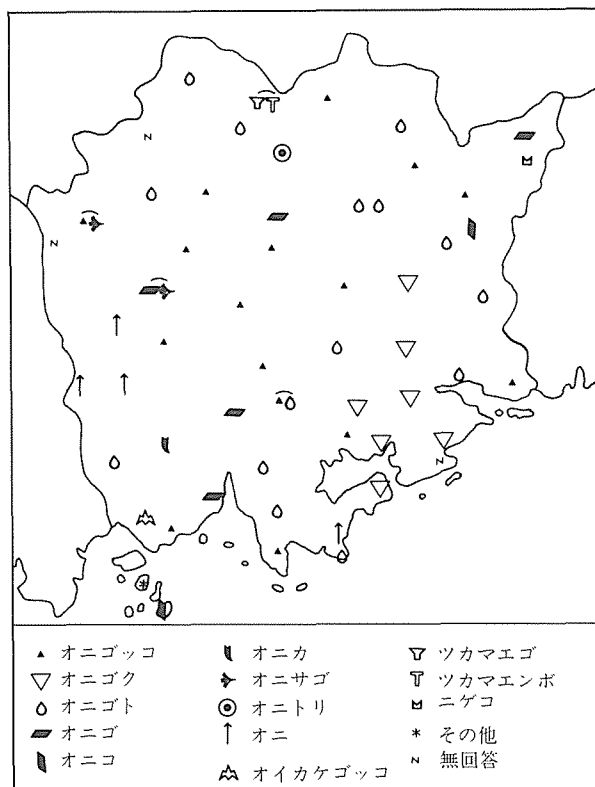 オニゴッコ
オニゴク
オニゴト
オニゴ
オニコ
オニカ
オニサゴ
オニトリ
オニ
オイカケゴッコ
ツカマエゴ
ツカマエンボ
ニゲコ
その他
無回答